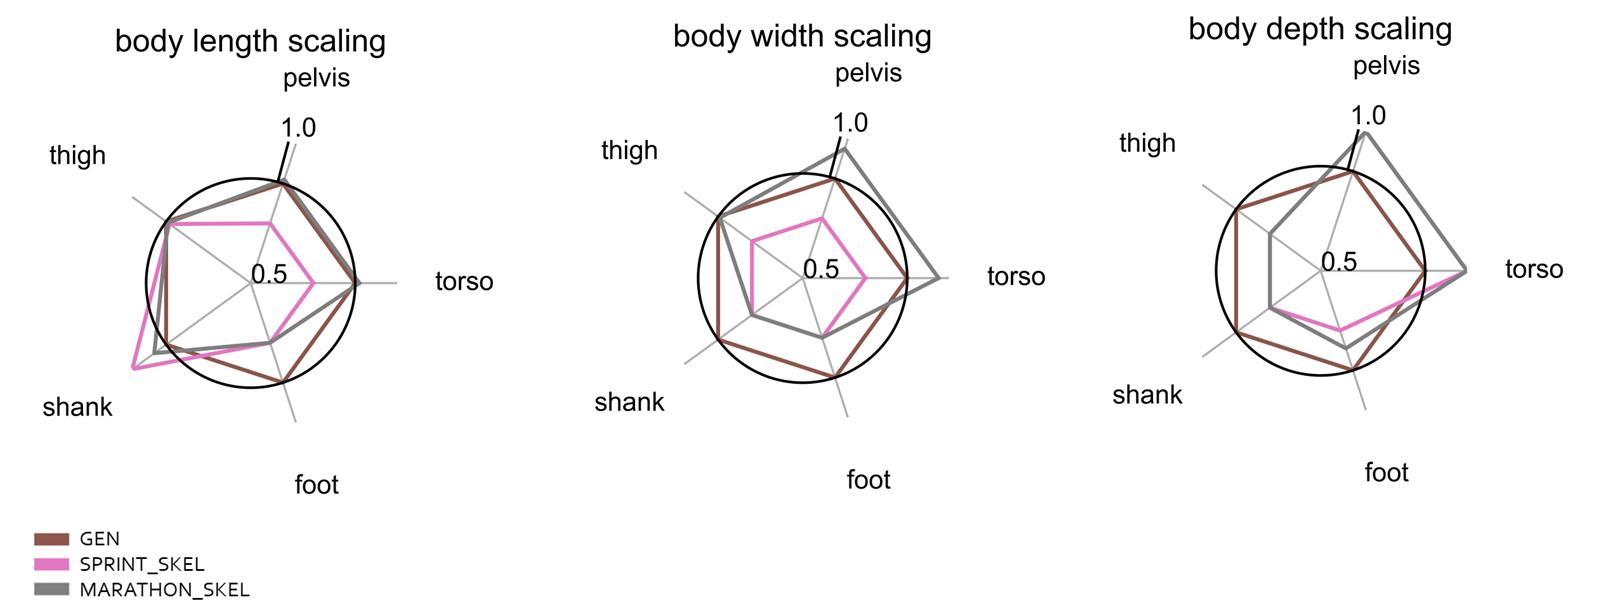 body length scaling
pelvis
1.0
thigh
0.5
torso
shank
foot
body width scaling
pelvis
1.0
thigh
0.5
torso
shank
foot
body depth scaling
pelvis
1.0
thigh
0.5
torso
shank
foot
GEN
SPRINT_SKEL
MARATHON_SKEL